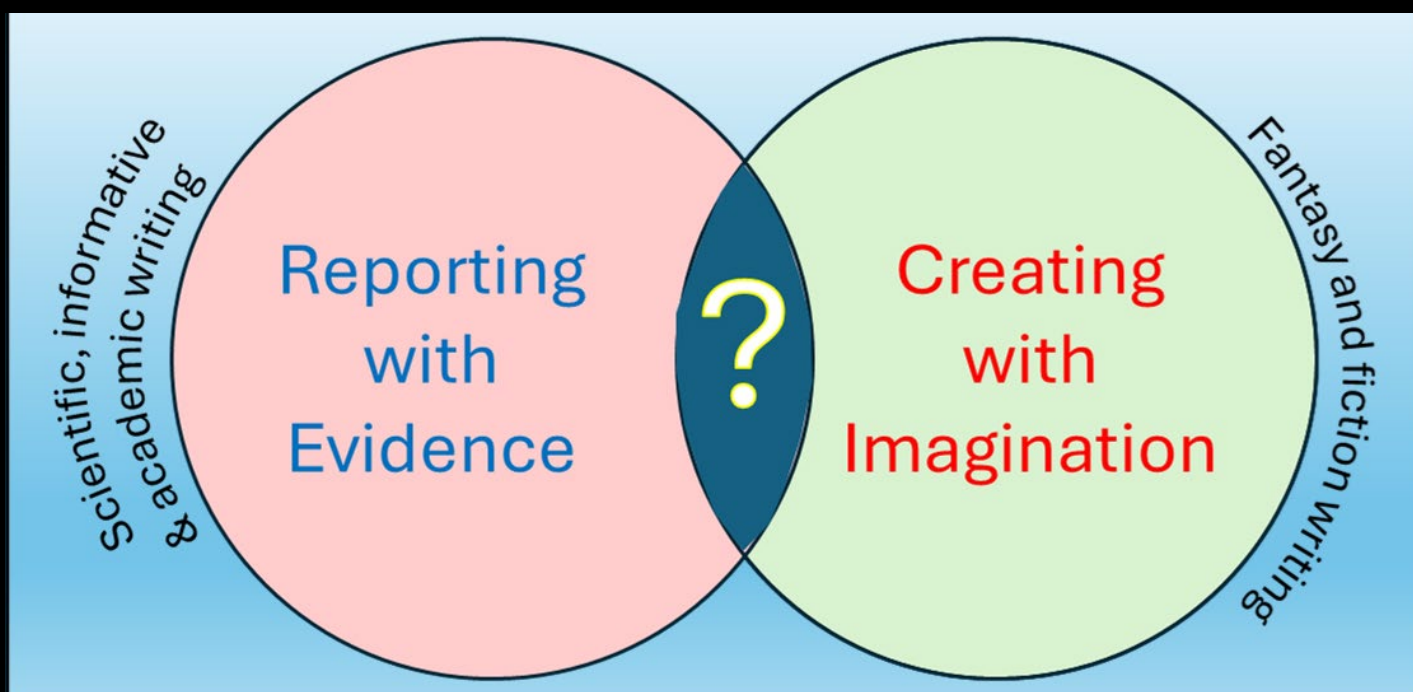 Scientific, informative
& academic writing
Reporting
with
Evidence
?
Creating
with
Imagination
Fantasy and fiction writing